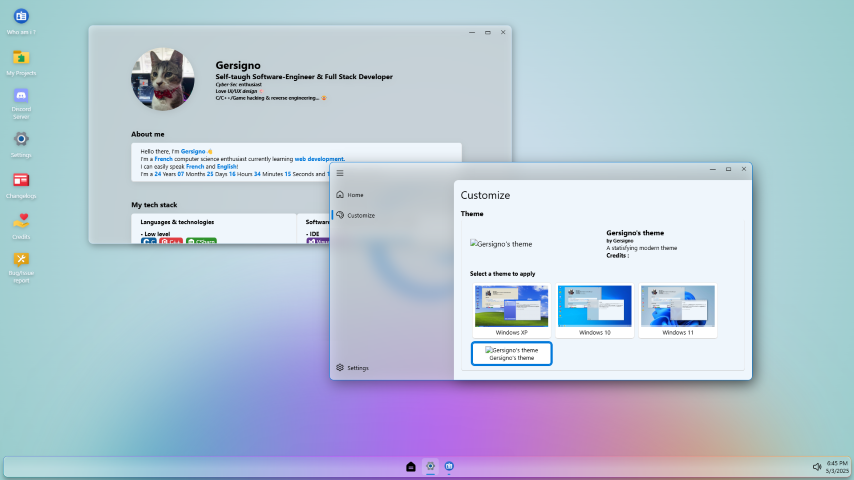 Who am i ?
My Projects
Discord
Server
Settings
Changelogs
Credits
Bug/Issue
report
Gersigno
Self-taugh Software-Engineer & Full Stack Developer
Cyber-Sec enthusiast
Love UI/UX design
C/C++/Game hacking & reverse engineering...
About me
Hello there, I'm Gersigno
I'm a French computer science enthusiast currently learning web development.
I can easily speak French and English!
I'm a 24 Years 07 Months 25 Days 16 Hours 34 Minutes 15 Seconds and
My tech stack
Languages & technologies
- Low level
C C++ CSharp
Software
- IDE
Home
Customize
Settings
Customize
Theme
Gersigno's theme
Gersigno's theme
by Gersigno
A statisfying modern theme
Credits :
Select a theme to apply
Windows XP
Windows 10
Windows 11
Gersigno's theme
Gersigno's theme
6:45 PM
5/3/2025